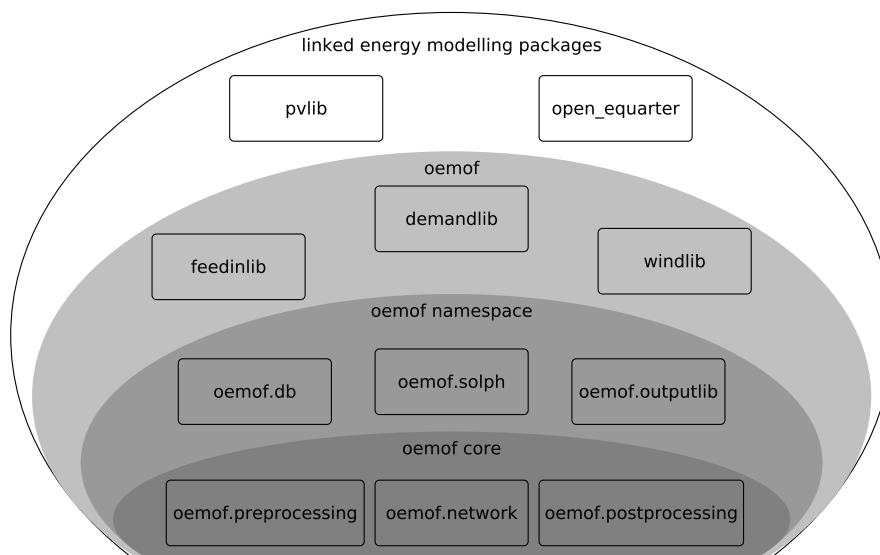 linked energy modelling packages
pvlib
open_equarter
oemof
demandlib
feedinlib
windlib
oemof namespace
oemof.db
oemof.solph
oemof.outputlib
oemof core
oemof.preprocessing
oemof.network
oemof.postprocessing